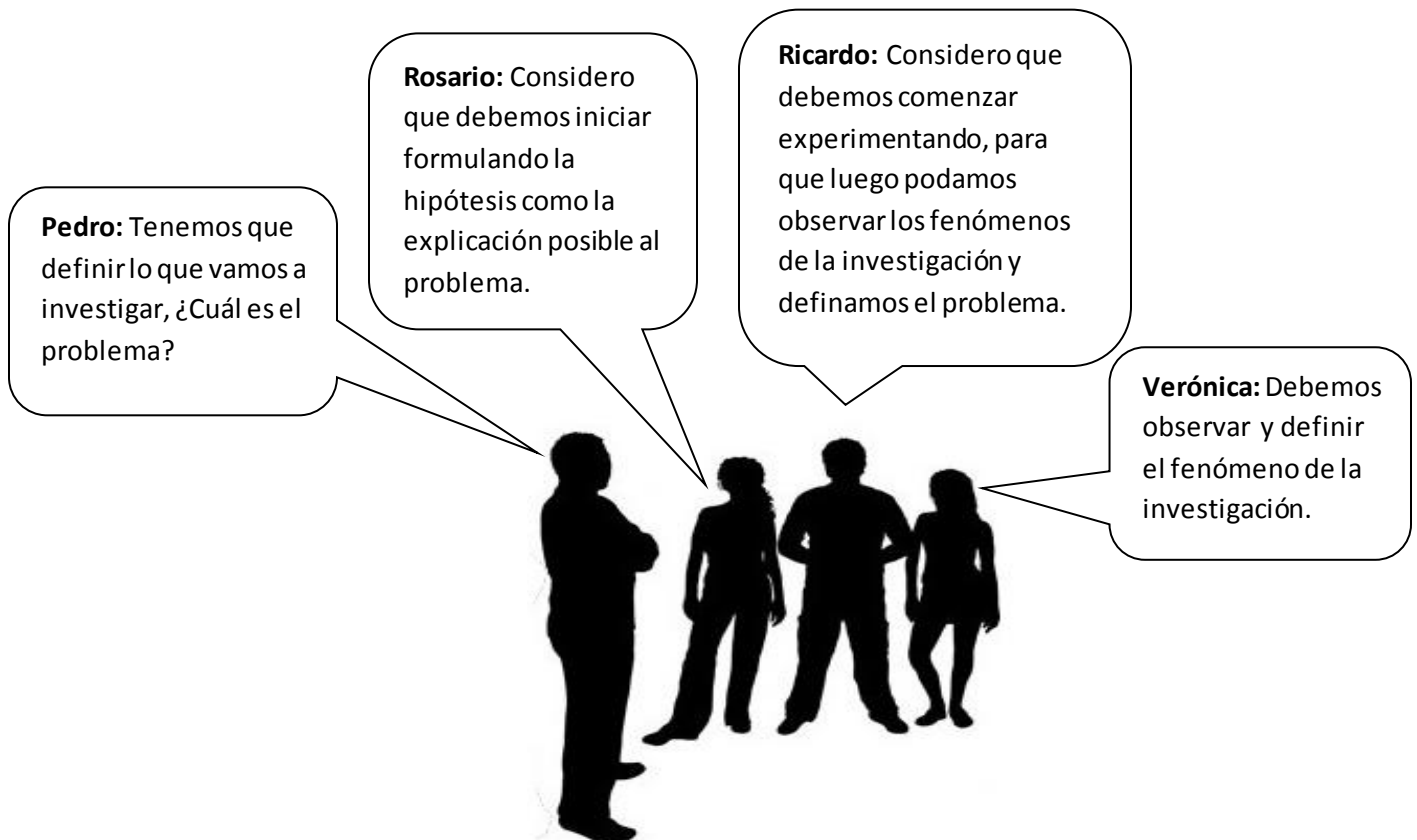 Pedro: Tenemos que
definir lo que vamos a
investigar, ¿Cuál es el
problema?
Rosario: Considero
que debemos iniciar
formulando la
hipótesis como la
explicación posible al
problema.
Ricardo: Considero que
debemos comenzar
experimentando, para
que luego podamos
observar los fenómenos
de la investigación y
definamos el problema.
Verónica: Debemos
observar y definir
el fenómeno de la
investigación.